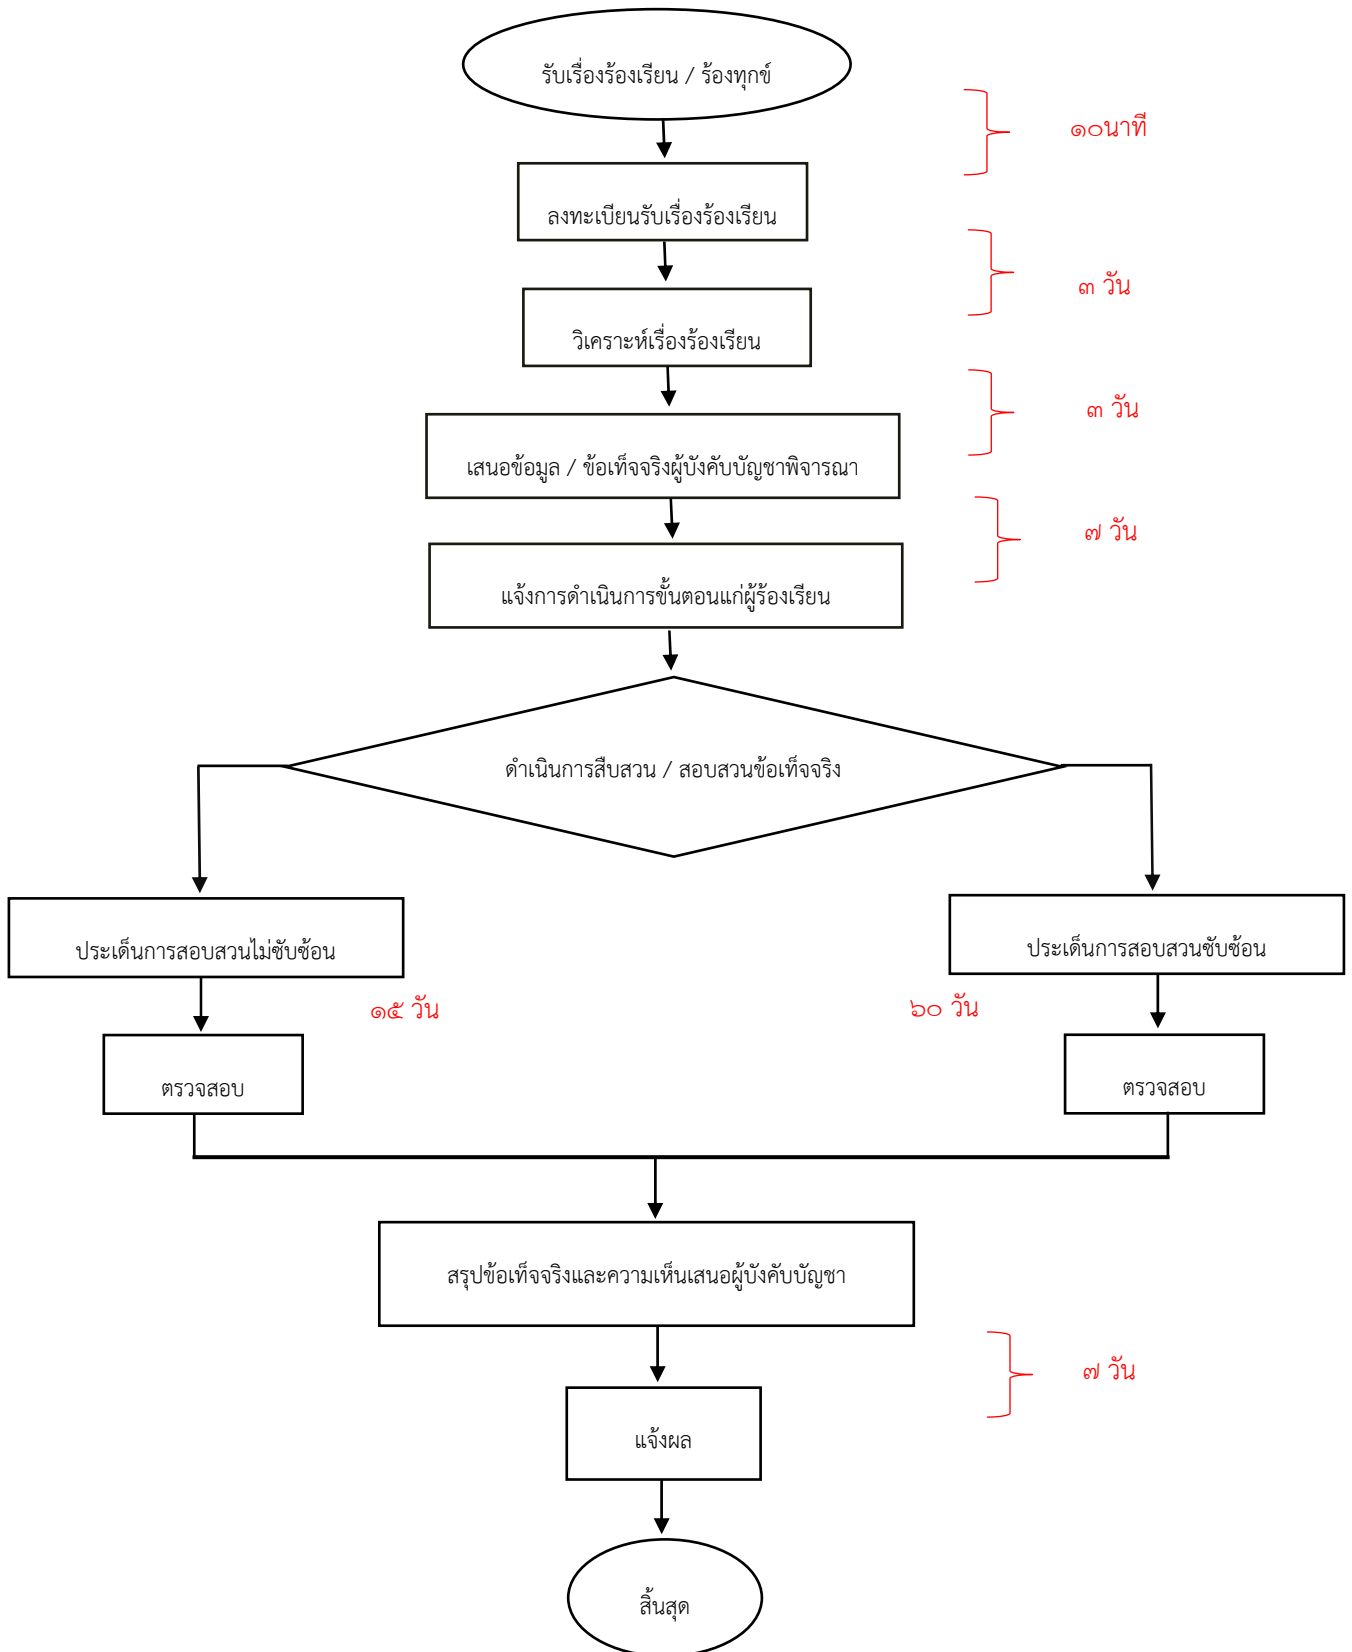 รับเรื่องร้องเรียน / ร้องทุกข์
๑๐นาที
ลงทะเบียนรับเรื่องร้องเรียน
๓ วัน
วิเคราะห์เรื่องร้องเรียน
๓ วัน
เสนอข้อมูล / ข้อเท็จจริงผู้บังคับบัญชาพิจารณา
๗ วัน
แจ้งการดำเนินการขั้นตอนแก่ผู้ร้องเรียน
ดำเนินการสืบสวน / สอบสวนข้อเท็จจริง
ประเด็นการสอบสวนไม่ซับซ้อน
ประเด็นการสอบสวนซับซ้อน
๑๕ วัน
๖๐ วัน
ตรวจสอบ
ตรวจสอบ
สรุปข้อเท็จจริงและความเห็นเสนอผู้บังคับบัญชา
๗ วัน
แจ้งผล
สิ้นสุด